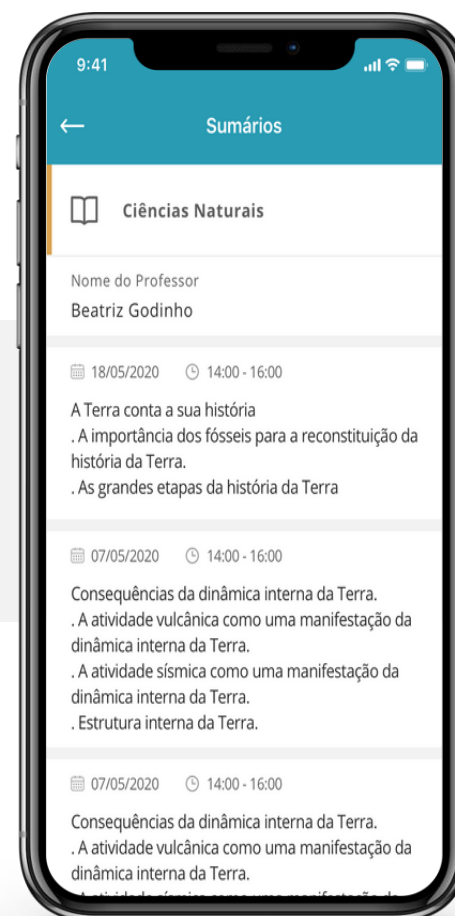 9:41
Sumários
Ciências Naturais
Nome do Professor
Beatriz Godinho
18/05/2020 14:00 - 16:00
A Terra conta a sua história
. A importância dos fósseis para a reconstituição da
história da Terra.
. As grandes etapas da história da Terra
07/05/2020 14:00 - 16:00
Consequências da dinâmica interna da Terra.
. A atividade vulcânica como uma manifestação da
dinâmica interna da Terra.
. A atividade sísmica como uma manifestação da
dinâmica interna da Terra.
. Estrutura interna da Terra.
07/05/2020 14:00 - 16:00
Consequências da dinâmica interna da Terra.
. A atividade vulcânica como uma manifestação da
dinâmica interna da Terra.